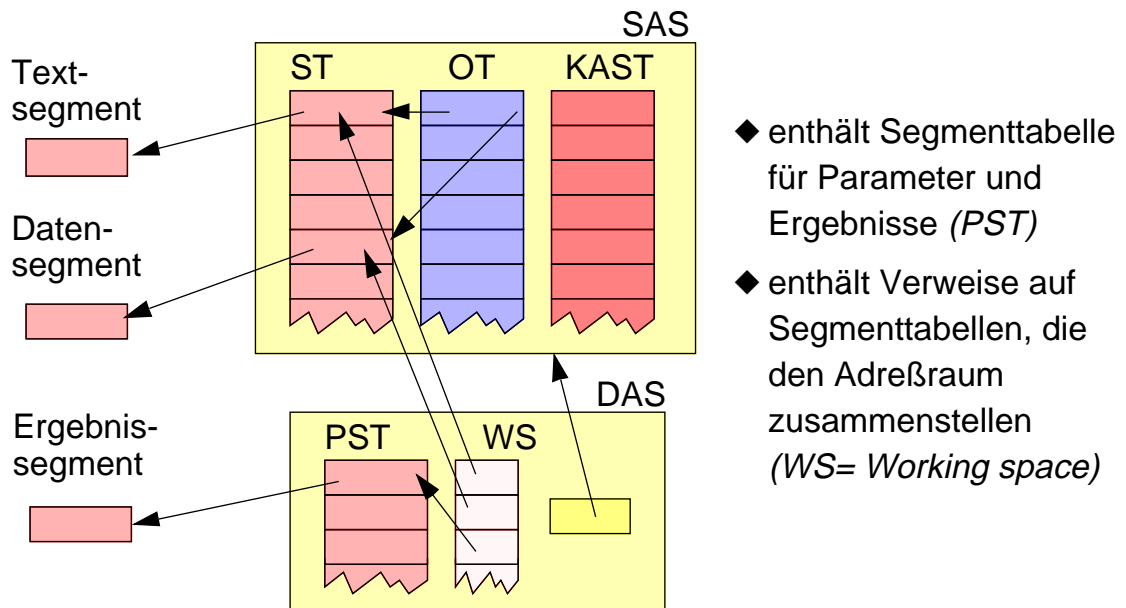 SAS
ST OT KAST
Text-
segment
Daten-
segment
DAS
PST WS
Ergebnis-
segment
◆ enthält Segmenttabelle
für Parameter und
Ergebnisse (PST)
◆ enthält Verweise auf
Segmenttabellen, die
den Adreßraum
zusammenstellen
(WS= Working space)